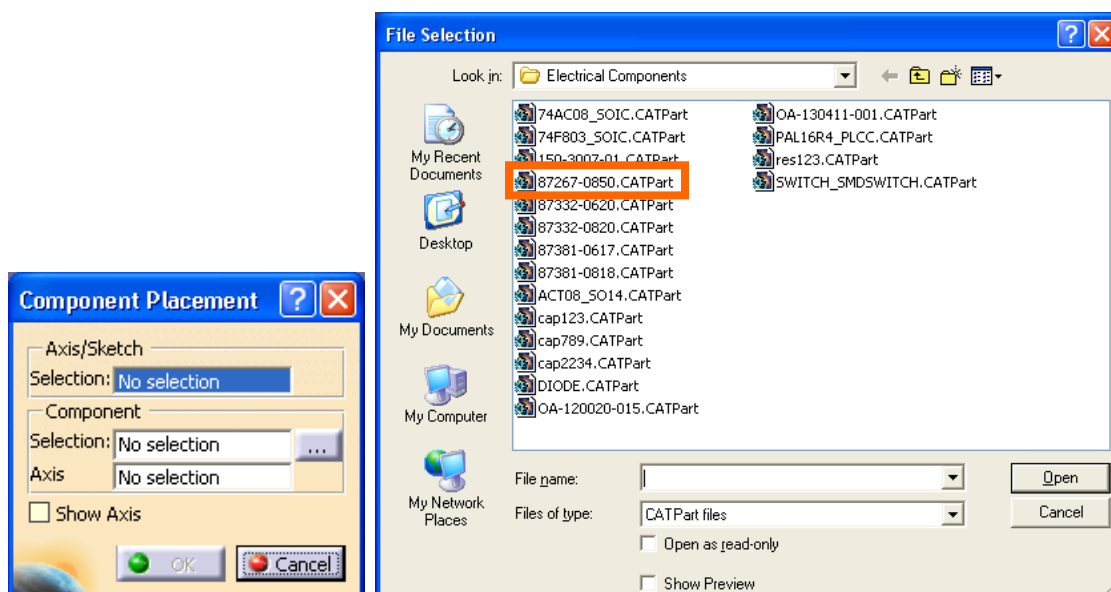 Component Placement
Axis/Sketch
Selection: No selection
Component
Selection: No selection ...
Axis No selection
Show Axis
OK Cancel
File Selection
Look in: Electrical Components
My Recent Documents
Desktop
My Documents
My Computer
My Network Places
74AC08_SOIC.CATPart
74F803_SOIC.CATPart
150-3007-01.CATPart
87267-0850.CATPart
87332-0620.CATPart
87332-0820.CATPart
87381-0617.CATPart
87381-0818.CATPart
ACT08_SO14.CATPart
cap123.CATPart
cap789.CATPart
cap2234.CATPart
DIODE.CATPart
OA-120020-015.CATPart
OA-130411-001.CATPart
PAL16R4_PLCC.CATPart
res123.CATPart
SWITCH_SMDSWITCH.CATPart
File name: Open
Files of type: CATPart files Cancel
Open as read-only
Show Preview